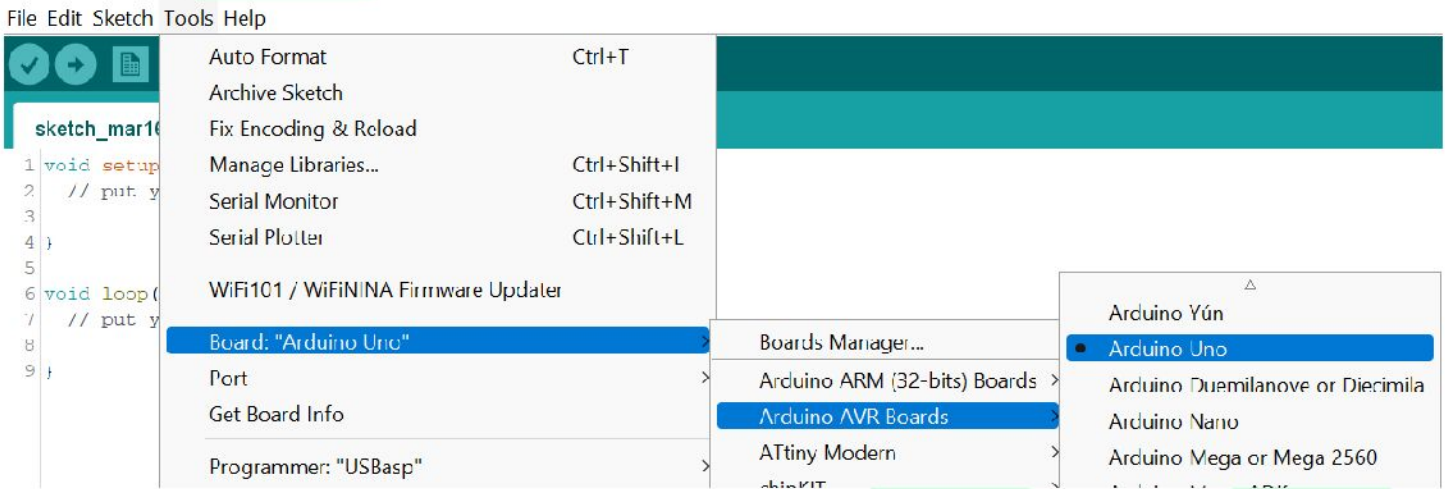 File Edit Sketch Tools Help
Auto Format Ctrl+T
Archive Sketch
Fix Encoding & Reload
Manage Libraries... Ctrl+Shift+I
Serial Monitor Ctrl+Shift+M
Serial Plotter Ctrl+Shift+L
WiFi101 / WiFiNINA Firmware Updater
Board: "Arduino Uno"
Port
Get Board Info
Programmer: "USBasp"
sketch_mar16
1 void setup
2 // put y
3
4 }
5
6 void loop(
7 // put y
8
9 }
Boards Manager...
Arduino ARM (32-bits) Boards
Arduino AVR Boards
ATtiny Modern
chipKIT
Arduino Yún
Arduino Uno
Arduino Duemilanove or Diecimila
Arduino Nano
Arduino Mega or Mega 2560